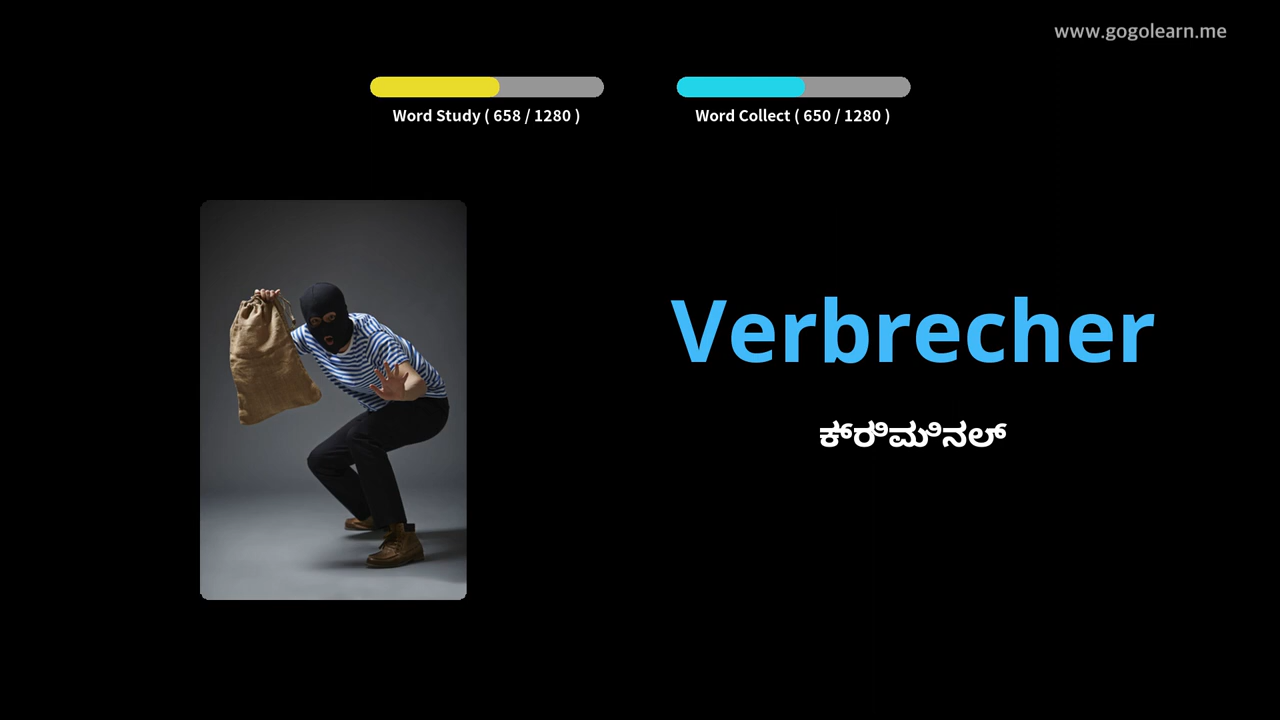 www.gogolearn.me
Word Study ( 658 / 1280 )
Word Collect ( 650 / 1280 )
Verbrecher
ಕ್ರಿಮಿನಲ್